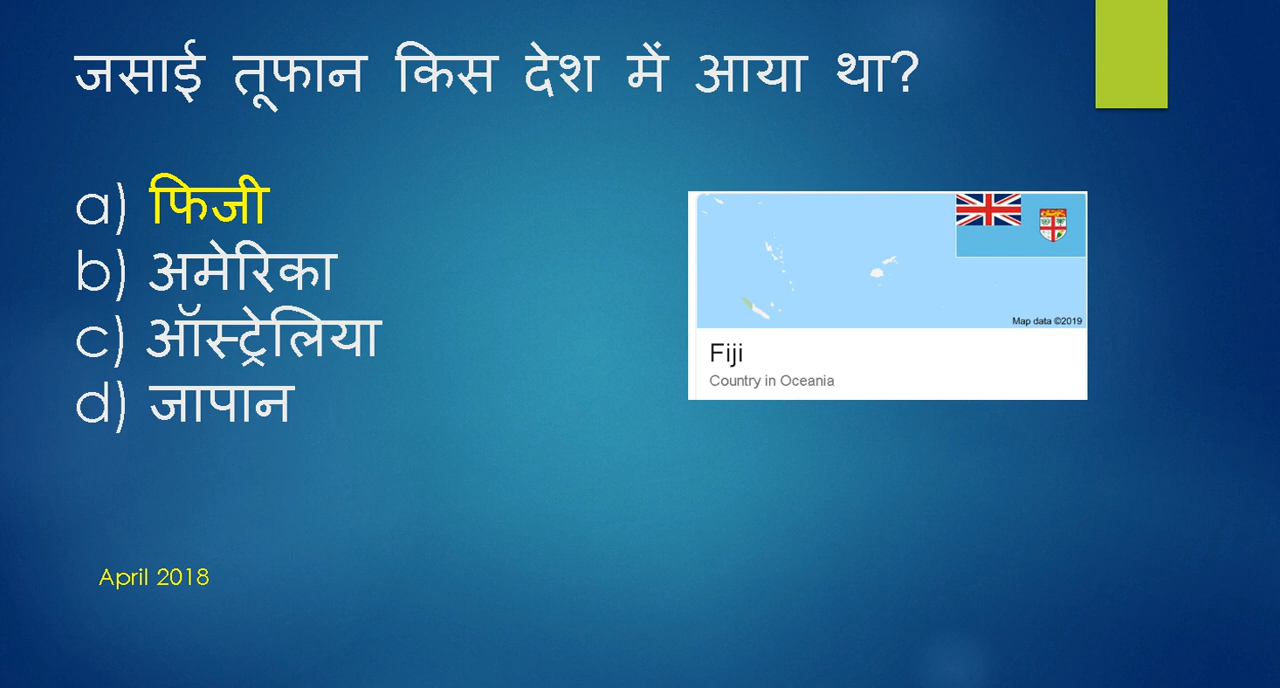 जसाई तूफान किस देश में आया था?
a) फिजी
b) अमेरिका
c) ऑस्ट्रेलिया
d) जापान
Map data ©2019
Fiji
Country in Oceania
April 2018